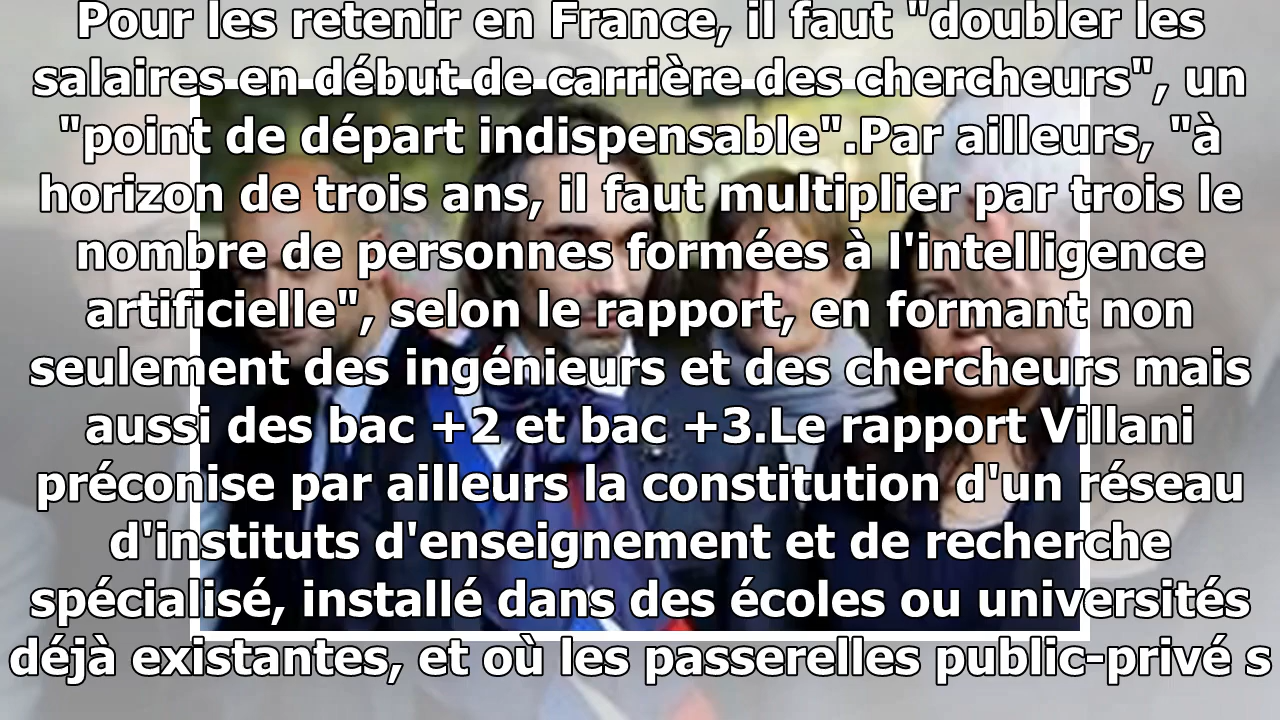 Pour les retenir en France, il faut "doubler les
salaires en début de carrière des chercheurs", un
"point de départ indispensable".Par ailleurs, "à
horizon de trois ans, il faut multiplier par trois le
nombre de personnes formées à l'intelligence
artificielle", selon le rapport, en formant non
seulement des ingénieurs et des chercheurs mais
aussi des bac +2 et bac +3.Le rapport Villani
préconise par ailleurs la constitution d'un réseau
d'instituts d'enseignement et de recherche
spécialisé, installé dans des écoles ou universités
déjà existantes, et où les passerelles public-privé s